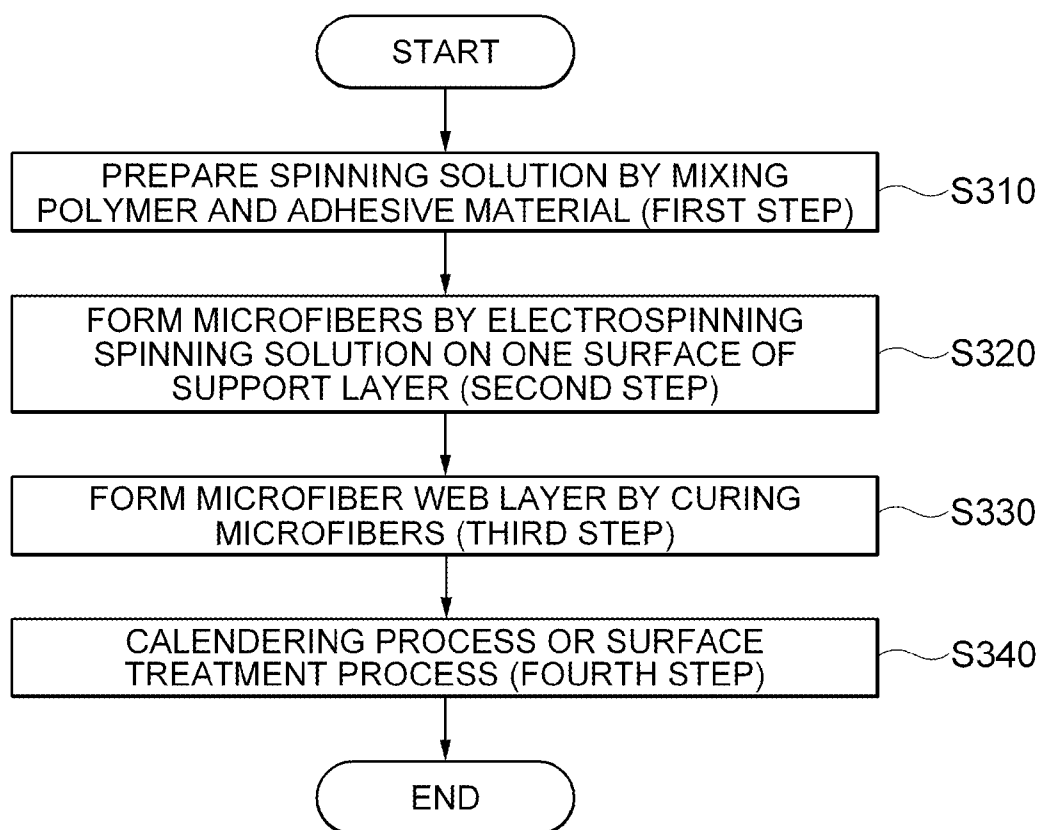 START
PREPARE SPINNING SOLUTION BY MIXING
POLYMER AND ADHESIVE MATERIAL (FIRST STEP)
S310
FORM MICROFIBERS BY ELECTROSPINNING
SPINNING SOLUTION ON ONE SURFACE OF
SUPPORT LAYER (SECOND STEP)
S320
FORM MICROFIBER WEB LAYER BY CURING
MICROFIBERS (THIRD STEP)
S330
CALENDERING PROCESS OR SURFACE
TREATMENT PROCESS (FOURTH STEP)
S340
END